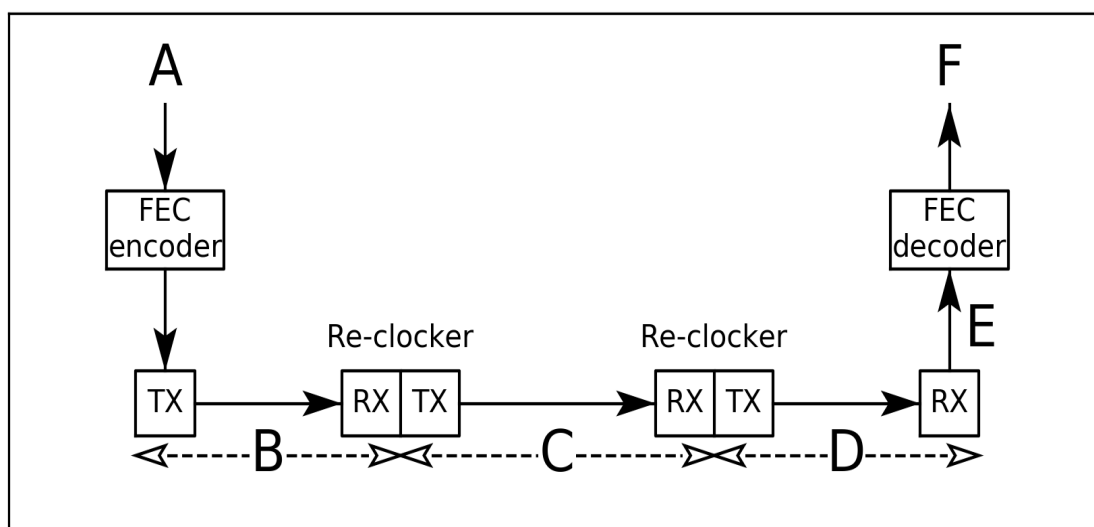 A
F
FEC
encoder
FEC
decoder
E
Re-clocker
Re-clocker
TX
RX
TX
RX
TX
RX
B
C
D